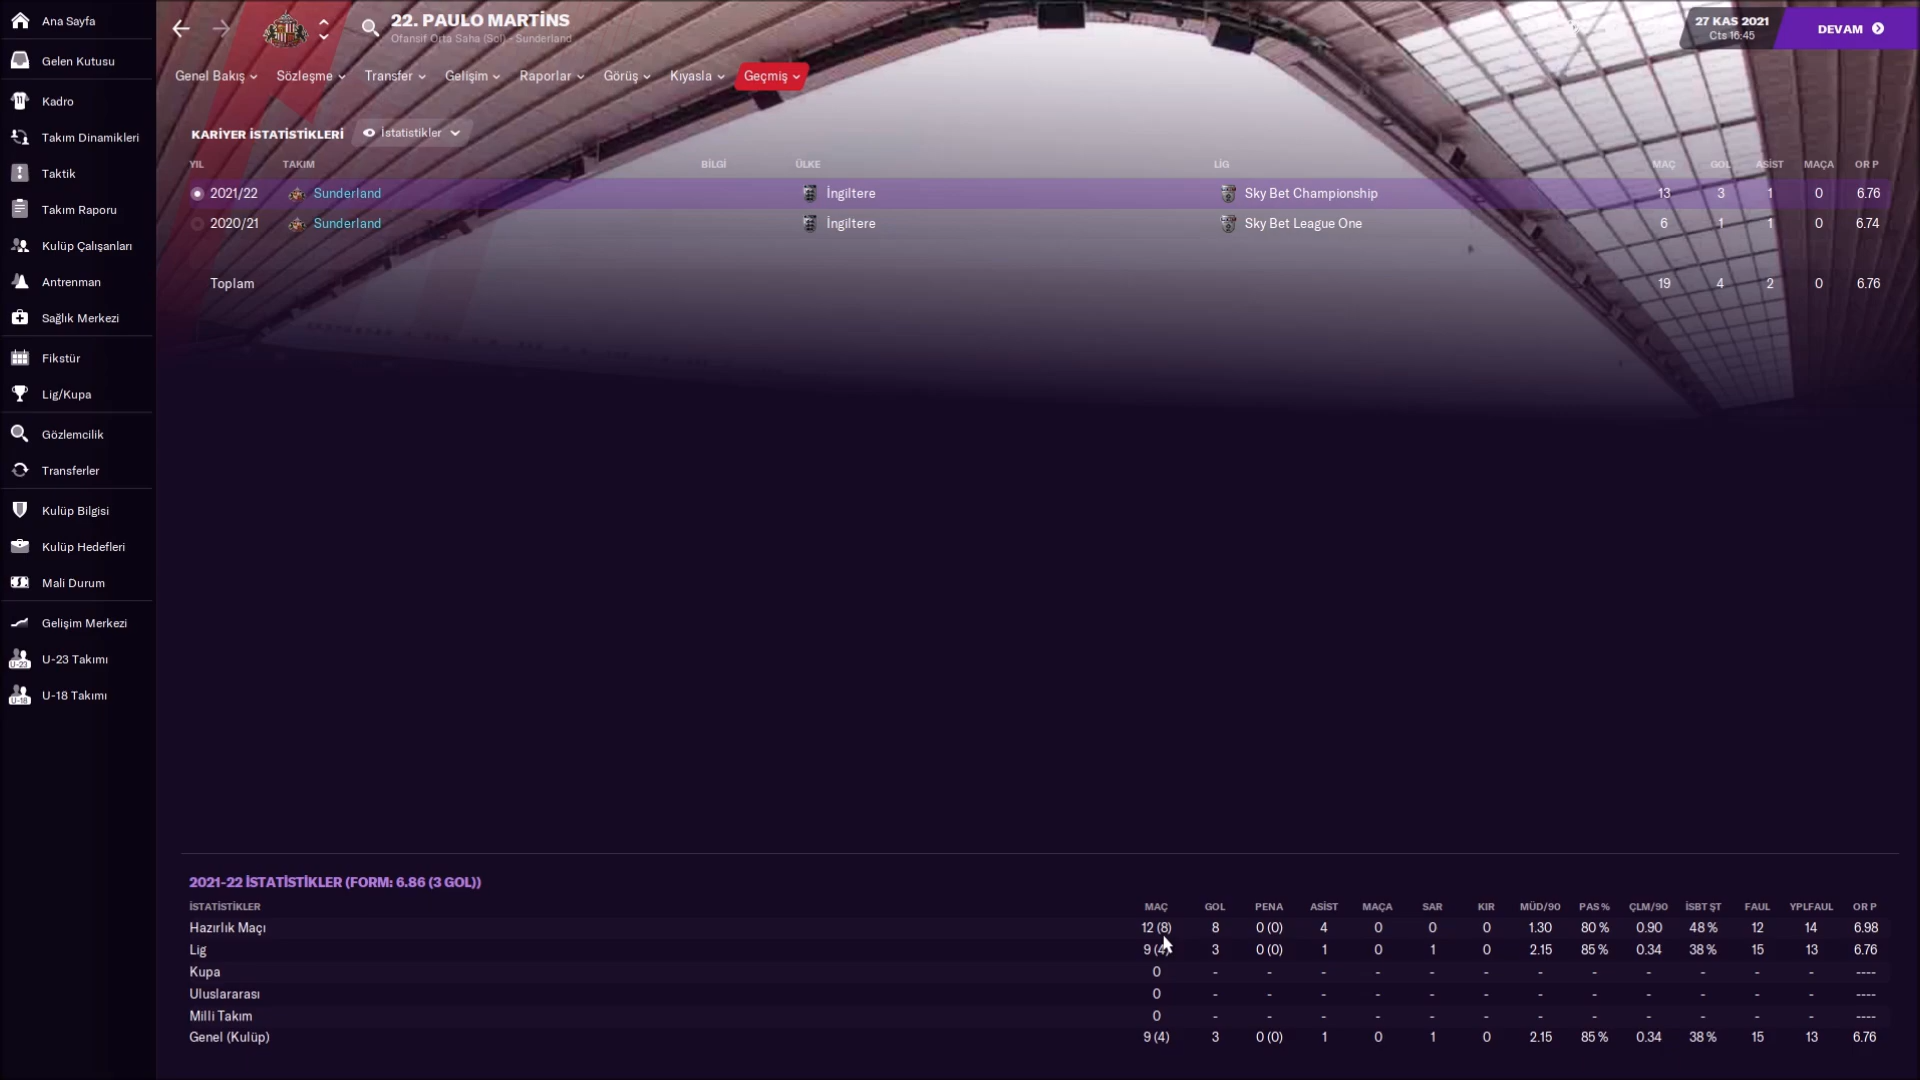 Ana Sayfa
Gelen Kutusu
Kadro
Takım Dinamikleri
Taktik
Takım Raporu
Kulüp Çalışanları
Antrenman
Sağlık Merkezi
Fikstür
Lig/Kupa
Gözlemcilik
Transferler
Kulüp Bilgisi
Kulüp Hedefleri
Mali Durum
Gelişim Merkezi
U-23 Takımı
U-18 Takımı
22. PAULO MARTİNS
Ofansif Orta Saha (Sol) - Sunderland
27 KAS 2021
Cts 16:45
DEVAM
Genel Bakış Sözleşme Transfer Gelişim Raporlar Görüş Kıyasla Geçmiş
KARİYER İSTATİSTİKLERİ İstatistikler
YIL TAKIM BİLGİ ÜLKE LİG MAÇ GOL ASİST MAÇA OR P
2021/22 Sunderland İngiltere Sky Bet Championship 13 3 1 0 6.76
2020/21 Sunderland İngiltere Sky Bet League One 6 1 1 0 6.74
Toplam 19 4 2 0 6.76
2021-22 İSTATİSTİKLER (FORM: 6.86 (3 GOL))
İSTATİSTİKLER MAÇ GOL PENA ASİST MAÇA SAR KIR MÜD/90 PAS % ÇLM/90 İSBT ŞT FAUL YPLFAUL OR P
Hazırlık Maçı 12 (8) 8 0 (0) 4 0 0 0 1.30 80 % 0.90 48 % 12 14 6.98
Lig 9 (4) 3 0 (0) 1 0 1 0 2.15 85 % 0.34 38 % 15 13 6.76
Kupa 0 - - - - - - - - - - - - ----
Uluslararası 0 - - - - - - - - - - - - ----
Milli Takım 0 - - - - - - - - - - - - ----
Genel (Kulüp) 9 (4) 3 0 (0) 1 0 1 0 2.15 85 % 0.34 38 % 15 13 6.76